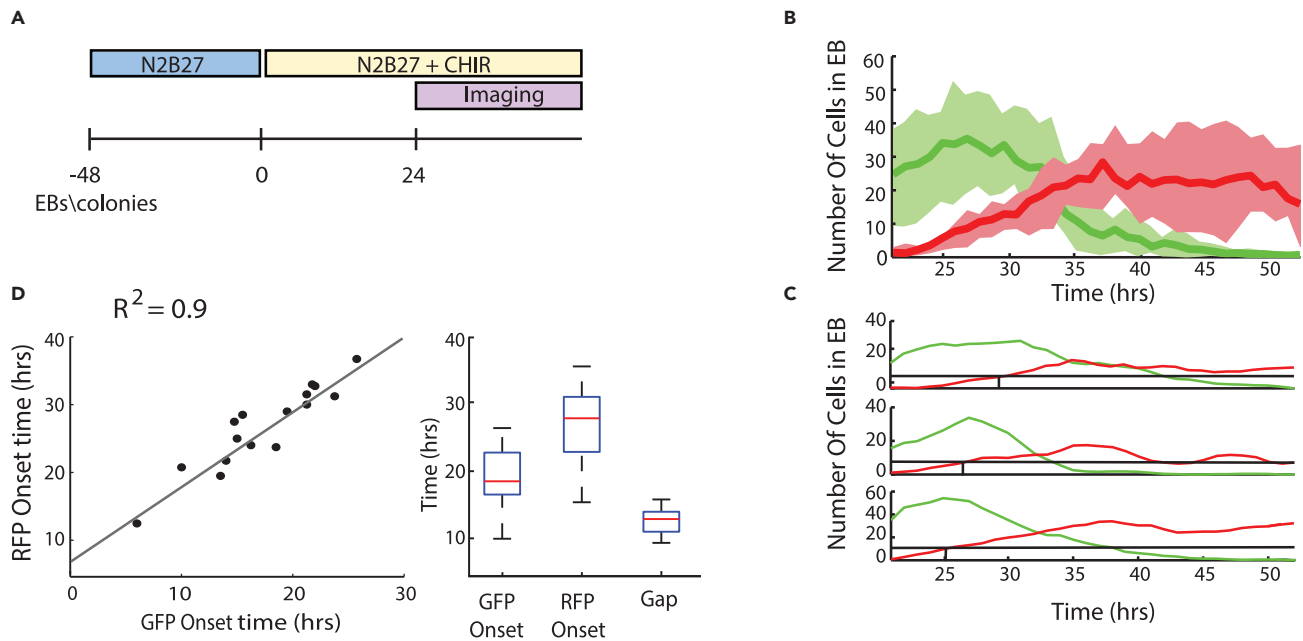 A
N2B27
N2B27 + CHIR
Imaging
-48
0
24
EBs\colonies
B
Number Of Cells in EB
60
50
40
30
20
10
0
25
30
35
40
45
50
Time (hrs)
C
Number Of Cells in EB
40
20
0
40
20
0
60
40
20
0
25
30
35
40
45
50
Time (hrs)
D
R² = 0.9
RFP Onset time (hrs)
40
30
20
10
0
10
20
30
GFP Onset time (hrs)
Time (hrs)
40
30
20
10
GFP Onset
RFP Onset
Gap